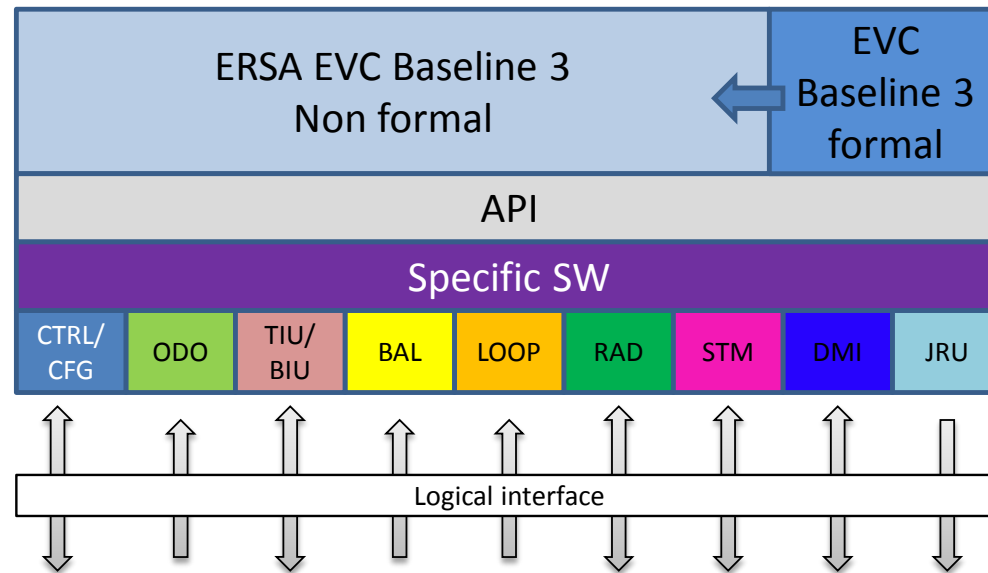 ERSA EVC Baseline 3
Non formal
EVC
Baseline 3
formal
API
Specific SW
CTRL/
CFG
ODO
TIU/
BIU
BAL
LOOP
RAD
STM
DMI
JRU
Logical interface